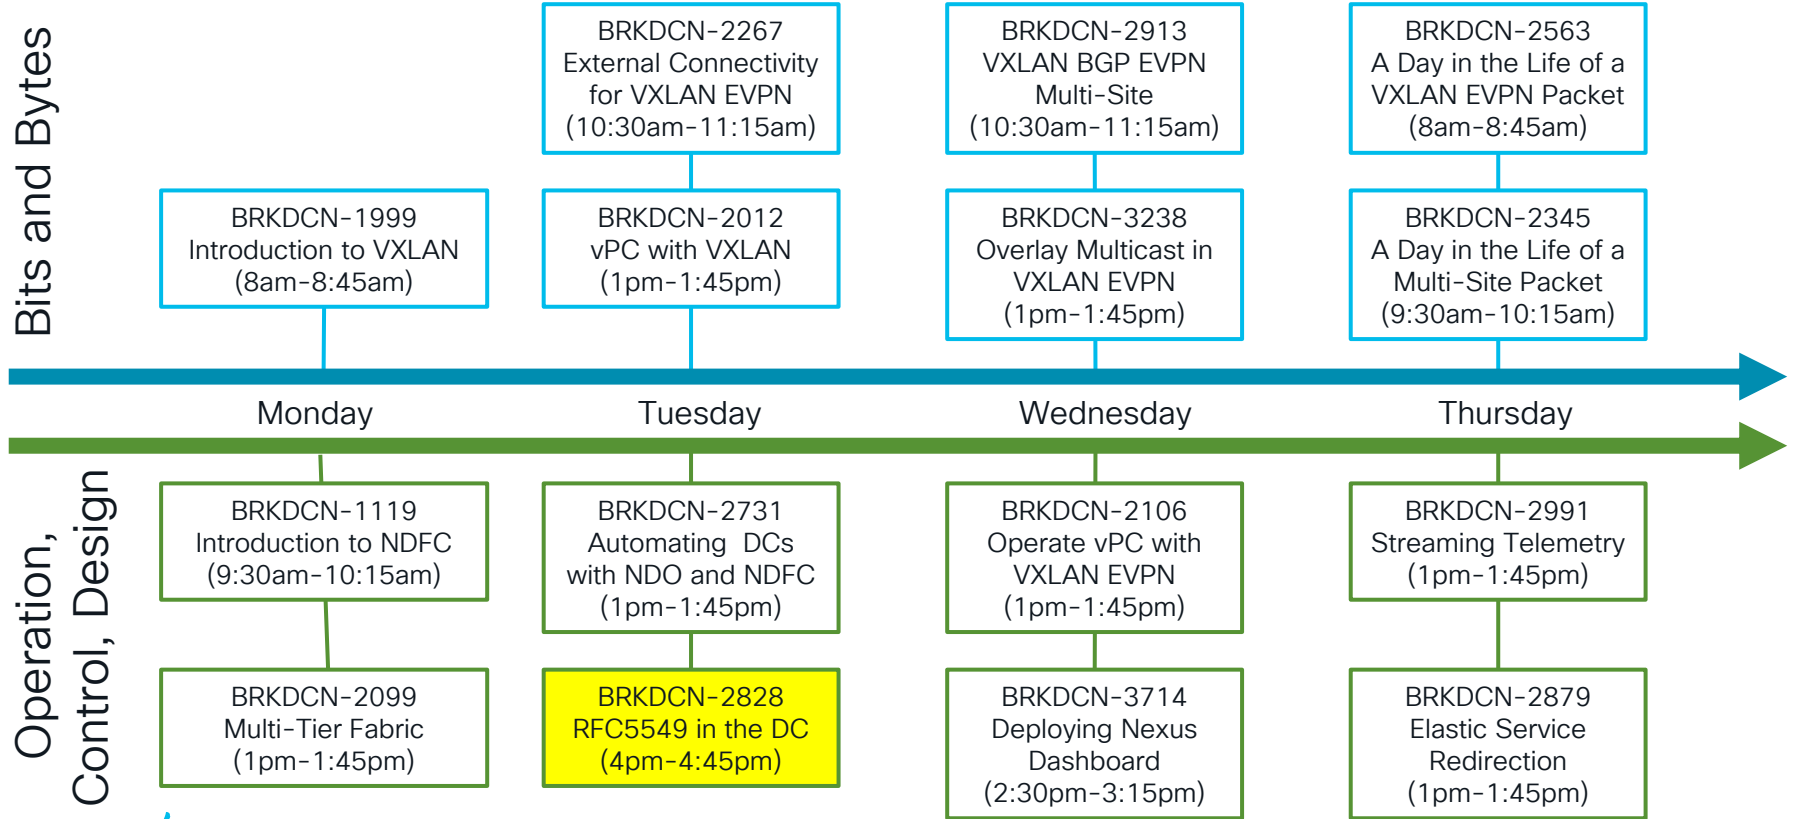 Bits and Bytes
BRKDCN-1999
Introduction to VXLAN
(8am-8:45am)
BRKDCN-2267
External Connectivity
for VXLAN EVPN
(10:30am-11:15am)
BRKDCN-2012
vPC with VXLAN
(1pm-1:45pm)
BRKDCN-2913
VXLAN BGP EVPN
Multi-Site
(10:30am-11:15am)
BRKDCN-3238
Overlay Multicast in
VXLAN EVPN
(1pm-1:45pm)
BRKDCN-2563
A Day in the Life of a
VXLAN EVPN Packet
(8am-8:45am)
BRKDCN-2345
A Day in the Life of a
Multi-Site Packet
(9:30am-10:15am)
Monday
Tuesday
Wednesday
Thursday
Operation,
Control, Design
BRKDCN-1119
Introduction to NDFC
(9:30am-10:15am)
BRKDCN-2099
Multi-Tier Fabric
(1pm-1:45pm)
BRKDCN-2731
Automating  DCs
with NDO and NDFC
(1pm-1:45pm)
BRKDCN-2828
RFC5549 in the DC
(4pm-4:45pm)
BRKDCN-2106
Operate vPC with
VXLAN EVPN
(1pm-1:45pm)
BRKDCN-3714
Deploying Nexus
Dashboard
(2:30pm-3:15pm)
BRKDCN-2991
Streaming Telemetry
(1pm-1:45pm)
BRKDCN-2879
Elastic Service
Redirection
(1pm-1:45pm)